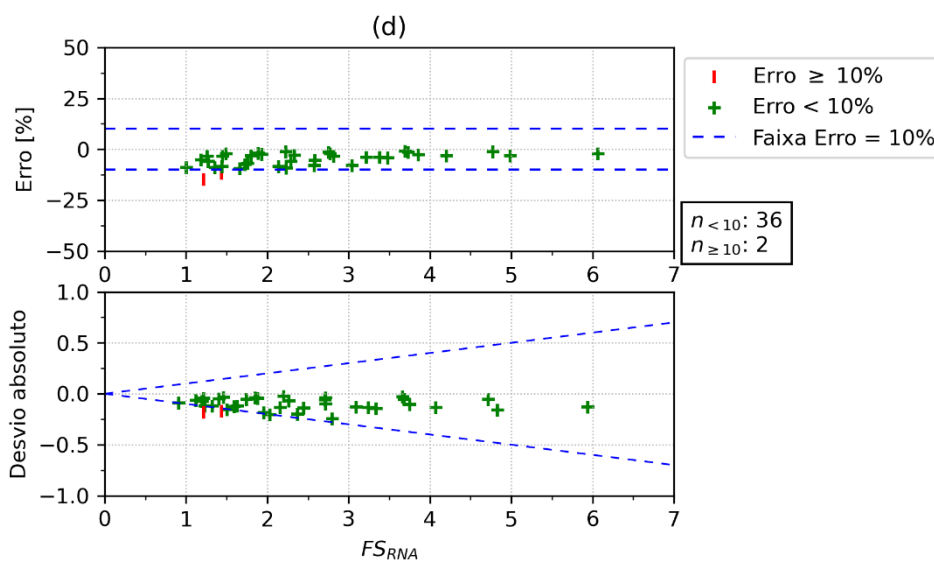 (d)
50
25
0
−25
−50
Erro [%]
0 1 2 3 4 5 6 7
Erro ≥ 10%
Erro < 10%
Faixa Erro = 10%
n<10: 36
n≥10: 2
1.0
0.5
0.0
−0.5
−1.0
Desvio absoluto
0 1 2 3 4 5 6 7
FSRNA